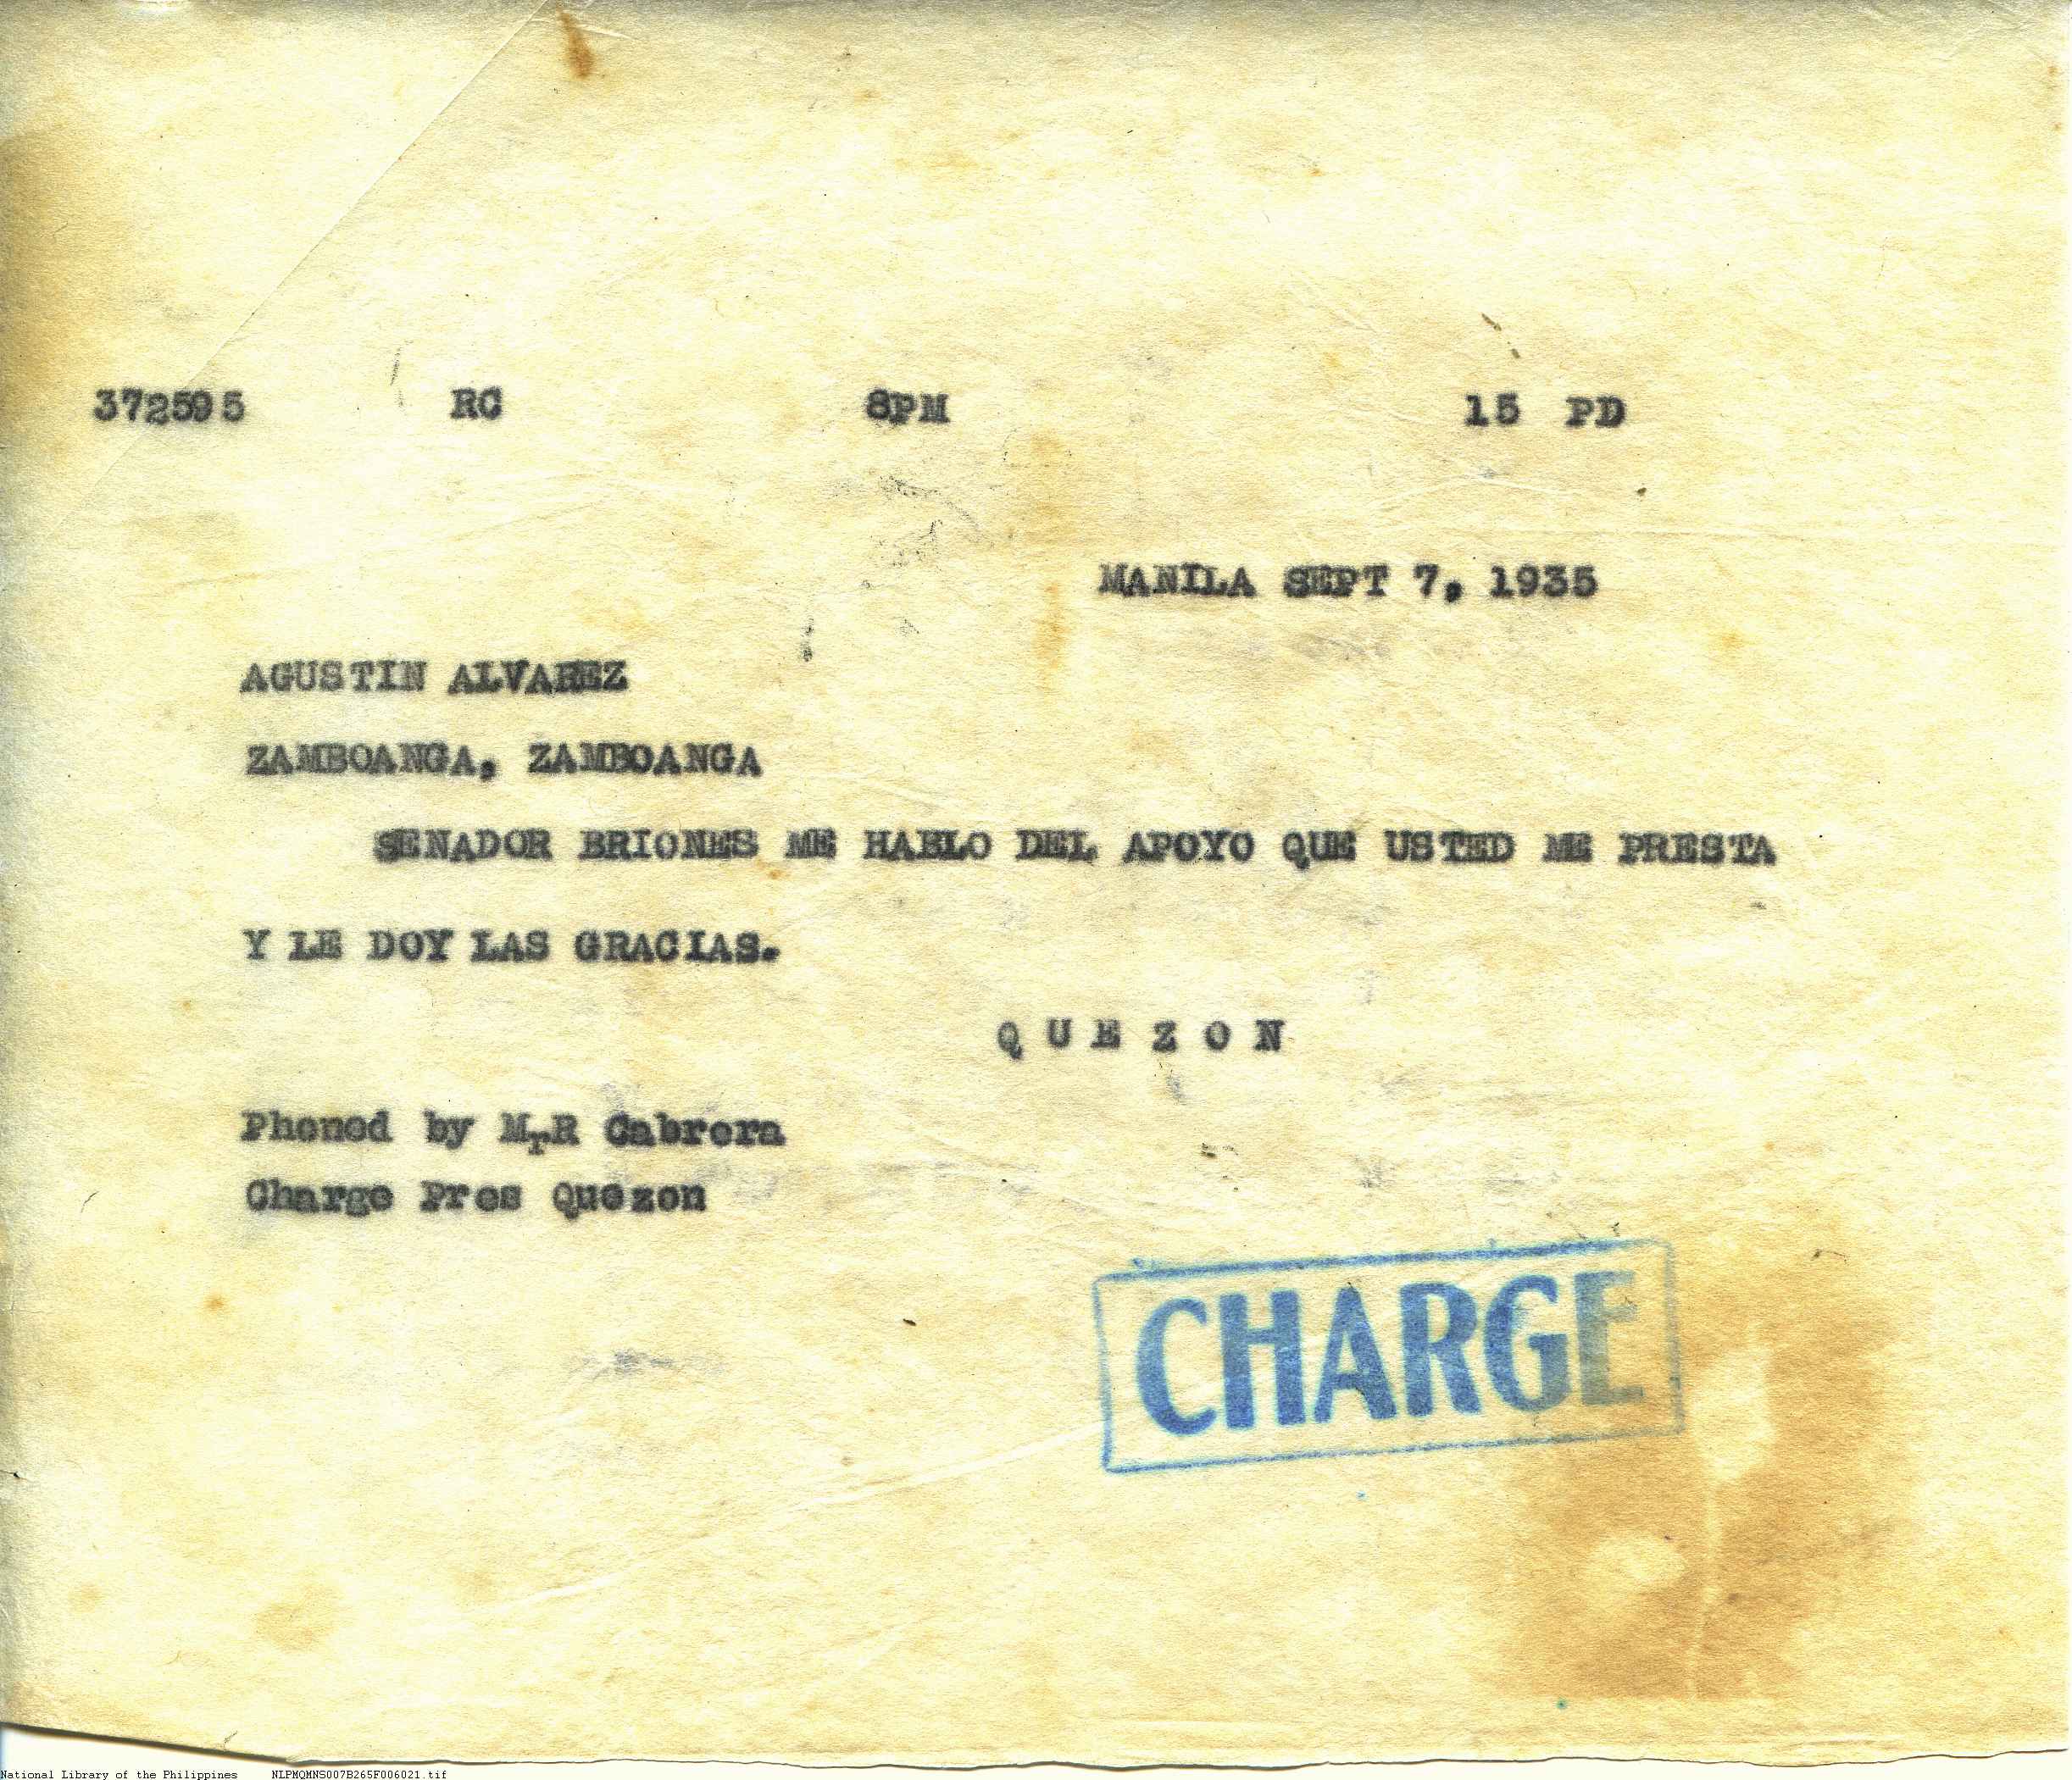 372595 RC 8PM 15 PD
MANILA SEPT 7, 1935
AGUSTIN ALVAREZ
ZAMBOANGA, ZAMBOANGA
SENADOR BRIONES ME HABLO DEL APOYO QUE USTED ME PRESTA
Y LE DOY LAS GRACIAS.
Q U E Z O N
Phoned by MrR Cabrera
Charge Pres Quezon
CHARGE
National Library of the Philippines NLPMQMNS007B265F006021.tif